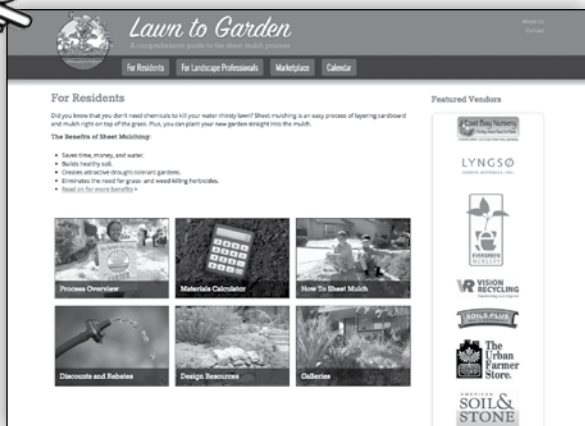 Lawn to Garden
A comprehensive guide to the sheet mulch process
About Us
Contact
For Residents
For Landscape Professionals
Marketplace
Calendar
For Residents
Did you know that you don't need chemicals to kill your water-thirsty lawn? Sheet mulching is an easy process of layering cardboard
and mulch right on top of the grass. Plus, you can plant your new garden straight into the mulch.
The Benefits of Sheet Mulching:
Saves time, money, and water.
Builds healthy soil.
Creates attractive drought-tolerant gardens.
Eliminates the need for grass- and weed-killing herbicides.
Read on for more benefits »
Process Overview
Materials Calculator
How To Sheet Mulch
Discounts and Rebates
Design Resources
Galleries
Featured Vendors
East Bay Nursery
LYNGSO
GARDEN MATERIALS, INC.
EVERGREEN
NURSERY
VR VISION
RECYCLING
SOILS PLUS
The
Urban
Farmer
Store.
AMERICAN
SOIL &
STONE